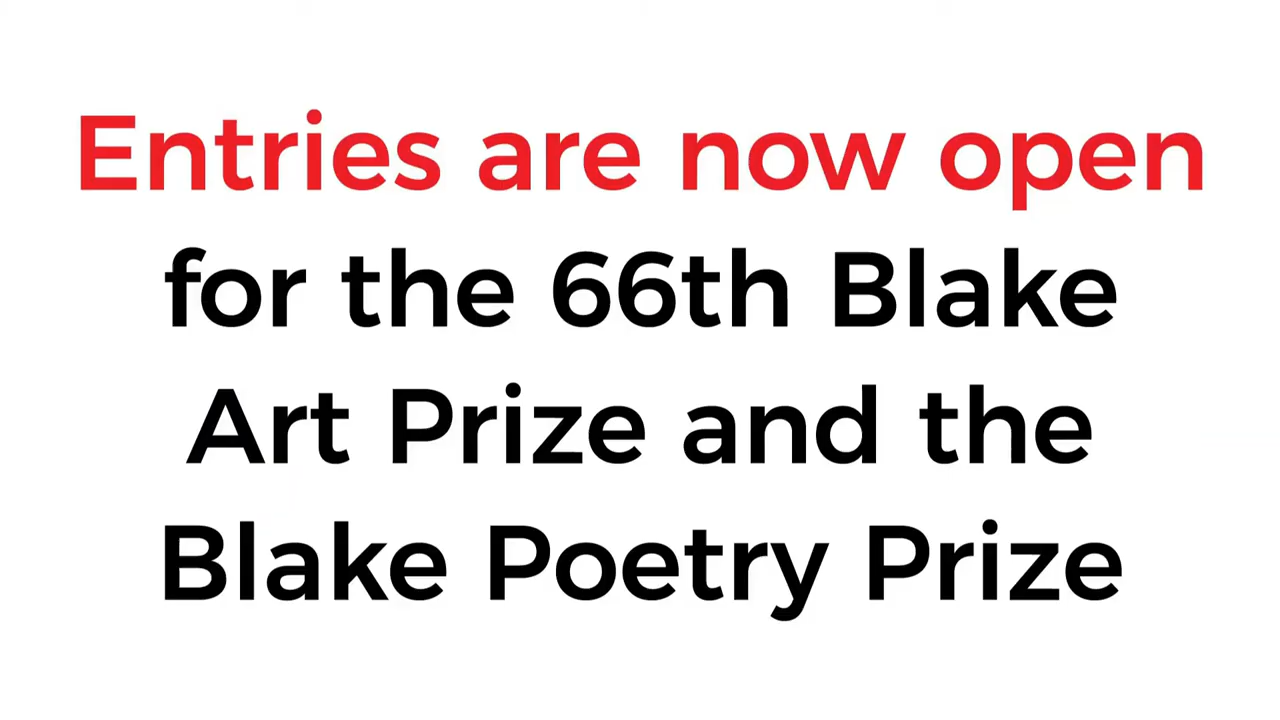 Entries are now open
for the 66th Blake
Art Prize and the
Blake Poetry Prize